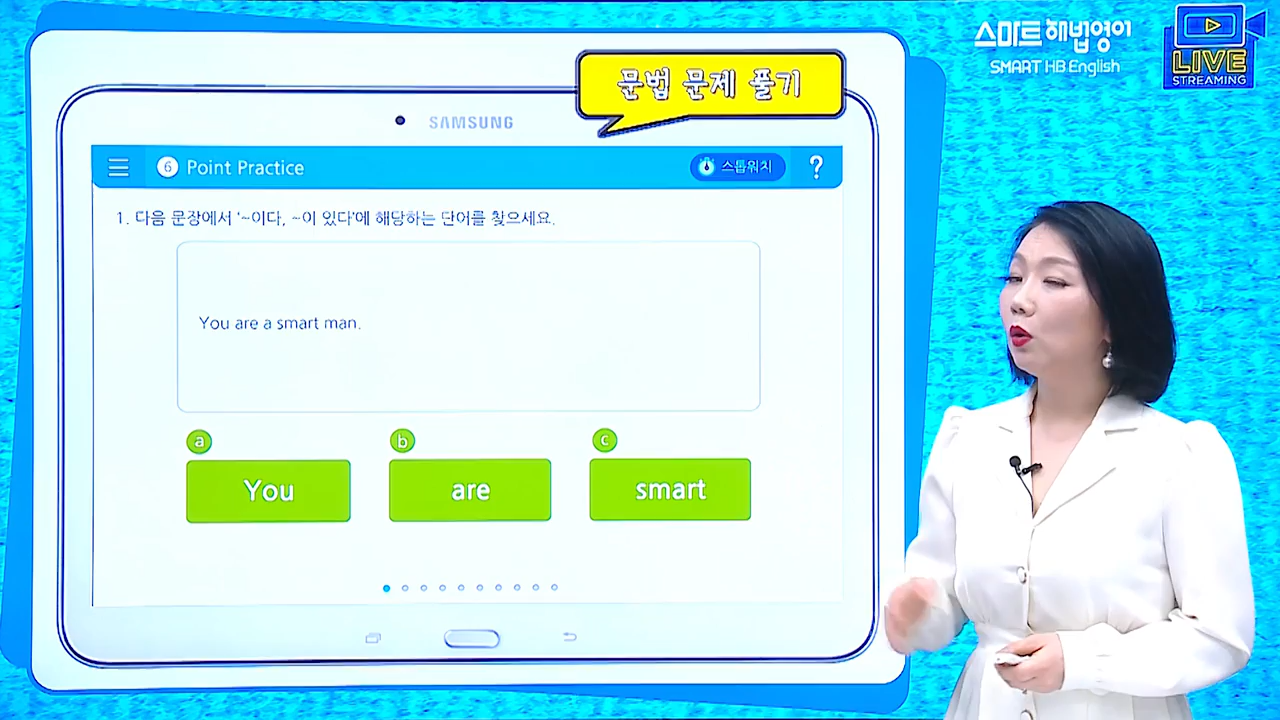 스마트 해법영어
SMART HB English
LIVE
STREAMING
문법 문제 풀기
SAMSUNG
6 Point Practice
스톱워치 ?
1. 다음 문장에서 '~이다, ~이 있다'에 해당하는 단어를 찾으세요.
You are a smart man.
a b c
You are smart